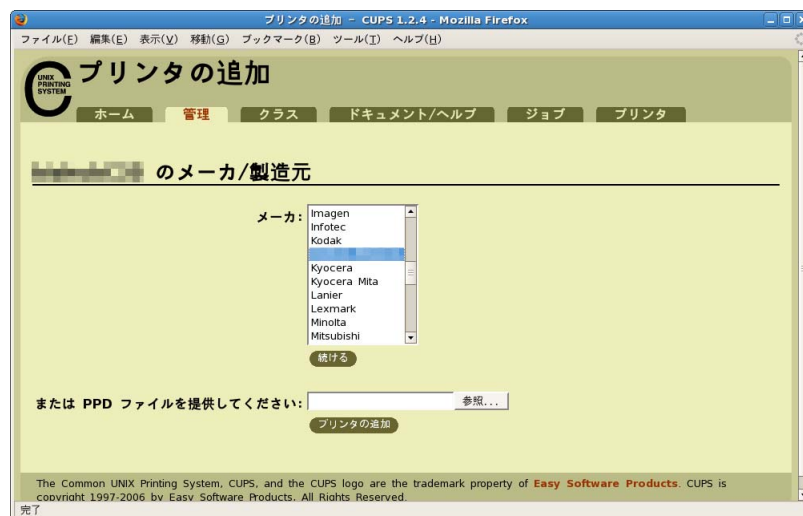 プリンタの追加 - CUPS 1.2.4 - Mozilla Firefox
ファイル(F) 編集(E) 表示(V) 移動(G) ブックマーク(B) ツール(T) ヘルプ(H)
UNIX
PRINTING
SYSTEM
プリンタの追加
ホーム 管理 クラス ドキュメント/ヘルプ ジョブ プリンタ
のメーカ/製造元
メーカ:
Imagen
Infotec
Kodak
Kyocera
Kyocera Mita
Lanier
Lexmark
Minolta
Mitsubishi
続ける
または PPD ファイルを提供してください: 参照...
プリンタの追加
The Common UNIX Printing System, CUPS, and the CUPS logo are the trademark property of Easy Software Products. CUPS is
copyright 1997-2006 by Easy Software Products. All Rights Reserved.
完了